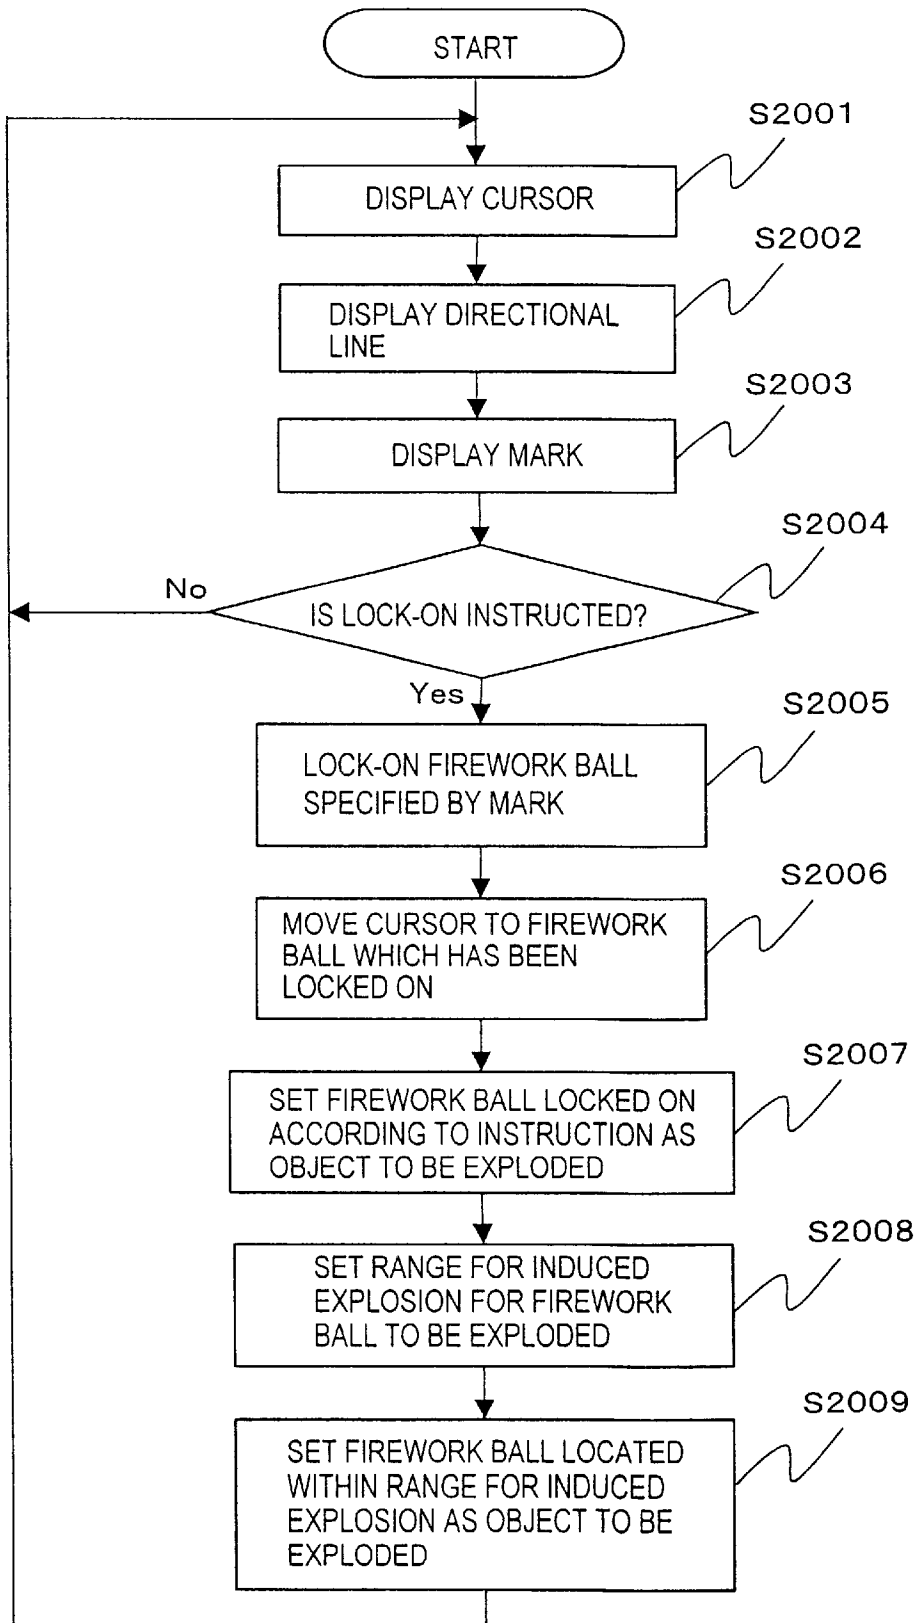 START
S2001
DISPLAY CURSOR
S2002
DISPLAY DIRECTIONAL
LINE
S2003
DISPLAY MARK
S2004
No
IS LOCK-ON INSTRUCTED?
Yes
S2005
LOCK-ON FIREWORK BALL
SPECIFIED BY MARK
S2006
MOVE CURSOR TO FIREWORK
BALL WHICH HAS BEEN
LOCKED ON
S2007
SET FIREWORK BALL LOCKED ON
ACCORDING TO INSTRUCTION AS
OBJECT TO BE EXPLODED
S2008
SET RANGE FOR INDUCED
EXPLOSION FOR FIREWORK
BALL TO BE EXPLODED
S2009
SET FIREWORK BALL LOCATED
WITHIN RANGE FOR INDUCED
EXPLOSION AS OBJECT TO BE
EXPLODED